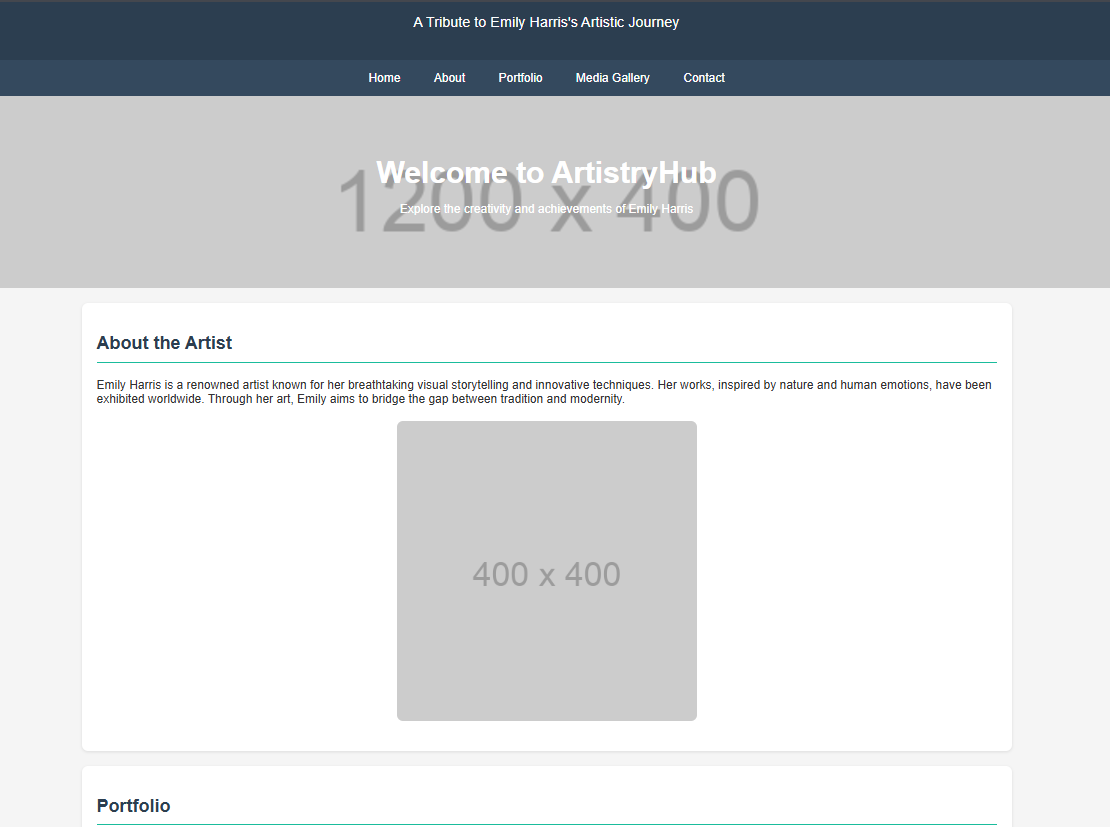 A Tribute to Emily Harris's Artistic Journey
Home About Portfolio Media Gallery Contact
Welcome to ArtistryHub
1200 x 400
Explore the creativity and achievements of Emily Harris
About the Artist
Emily Harris is a renowned artist known for her breathtaking visual storytelling and innovative techniques. Her works, inspired by nature and human emotions, have been
exhibited worldwide. Through her art, Emily aims to bridge the gap between tradition and modernity.
400 x 400
Portfolio